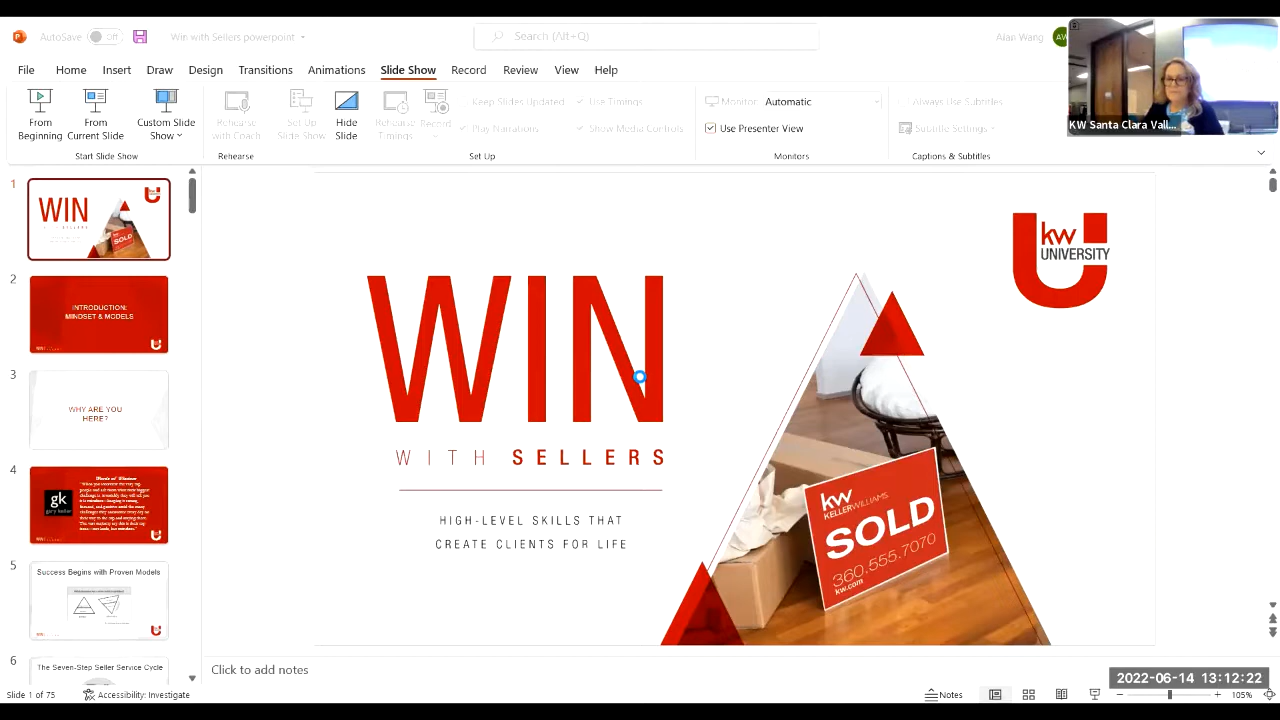 AutoSave Off Win with Sellers powerpoint Search (Alt+Q) Alan Wang AW
File Home Insert Draw Design Transitions Animations Slide Show Record Review View Help
From Beginning
From Current Slide
Custom Slide Show
Start Slide Show
Rehearse with Coach
Rehearse
Set Up Slide Show
Hide Slide
Rehearse Timings
Record
Keep Slides Updated
Use Timings
Play Narrations
Show Media Controls
Set Up
Monitor Automatic
Use Presenter View
Monitors
Always Use Subtitles
Subtitle Settings
Captions & Subtitles
KW Santa Clara Vall...
1
WIN
WITH SELLERS
SOLD
2
INTRODUCTION:
MINDSET & MODELS
3
WHY ARE YOU
HERE?
4
gk
gary keller
5
Success Begins with Proven Models
6
The Seven-Step Seller Service Cycle
kw
UNIVERSITY
WIN
WITH SELLERS
HIGH-LEVEL SKILLS THAT
CREATE CLIENTS FOR LIFE
kw
KELLERWILLIAMS.
SOLD
360.555.7070
kw.com
Click to add notes
2022-06-14 13:12:22
Slide 1 of 75 Accessibility: Investigate Notes 105%